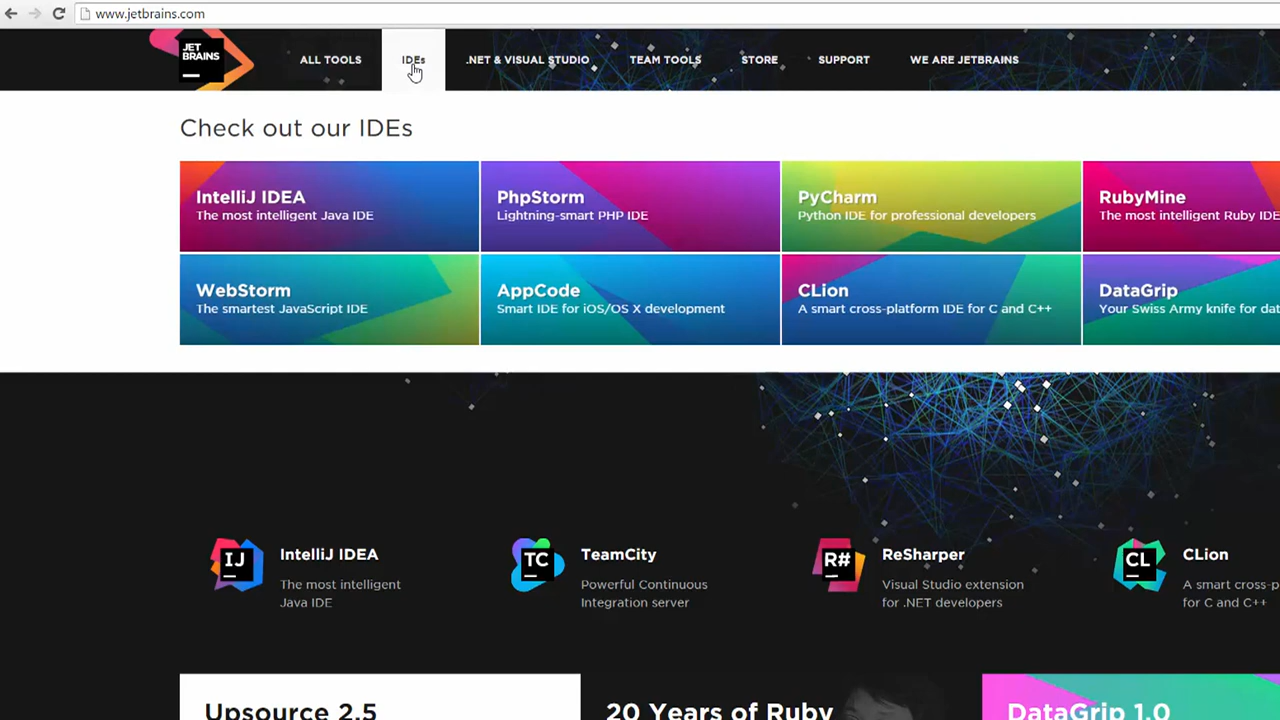 www.jetbrains.com
JET
BRAINS
ALL TOOLS
IDEs
.NET & VISUAL STUDIO
TEAM TOOLS
STORE
SUPPORT
WE ARE JETBRAINS
Check out our IDEs
IntelliJ IDEA
The most intelligent Java IDE
PhpStorm
Lightning-smart PHP IDE
PyCharm
Python IDE for professional developers
RubyMine
The most intelligent Ruby IDE
WebStorm
The smartest JavaScript IDE
AppCode
Smart IDE for iOS/OS X development
CLion
A smart cross-platform IDE for C and C++
DataGrip
Your Swiss Army knife for dat
IJ
IntelliJ IDEA
The most intelligent
Java IDE
TC
TeamCity
Powerful Continuous
Integration server
R#
ReSharper
Visual Studio extension
for .NET developers
CL
CLion
A smart cross-p
for C and C++
Upsource 2.5
20 Years of Ruby
DataGrip 1.0